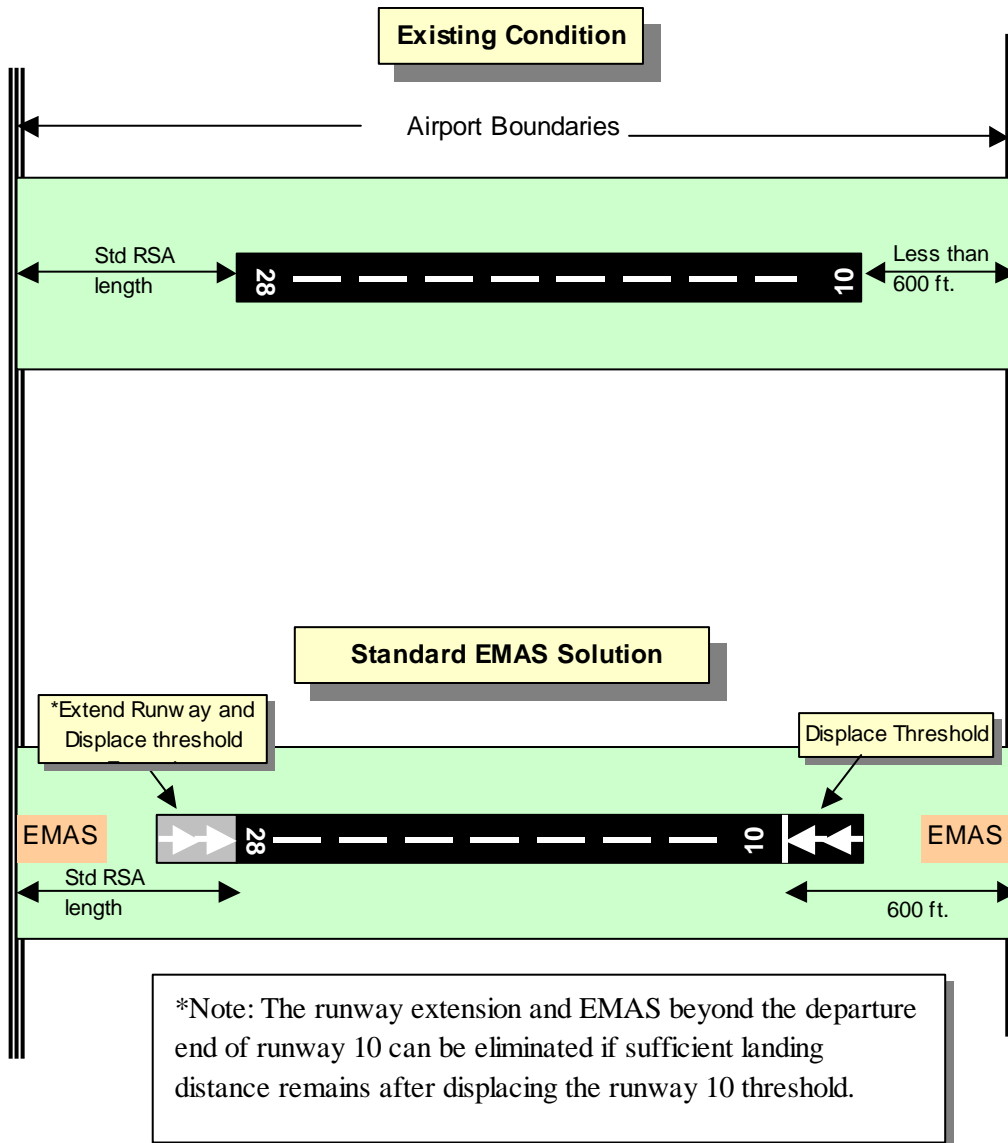 Existing Condition
Airport Boundaries
Std RSA
length
28
10
Less than
600 ft.
Standard EMAS Solution
*Extend Runway and
Displace threshold
Displace Threshold
EMAS
28
10
EMAS
Std RSA
length
600 ft.
*Note: The runway extension and EMAS beyond the departure
end of runway 10 can be eliminated if sufficient landing
distance remains after displacing the runway 10 threshold.